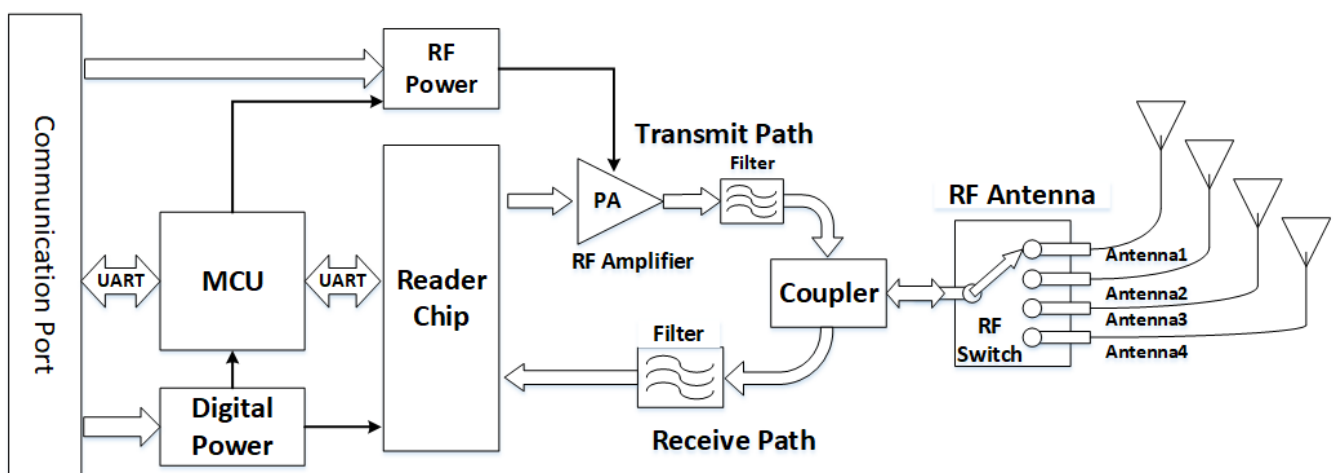 Communication Port
RF
Power
Transmit Path
Filter
PA
RF Amplifier
RF Antenna
UART
MCU
UART
Reader
Chip
Coupler
Antenna1
Antenna2
Antenna3
Antenna4
RF
Switch
Filter
Digital
Power
Receive Path